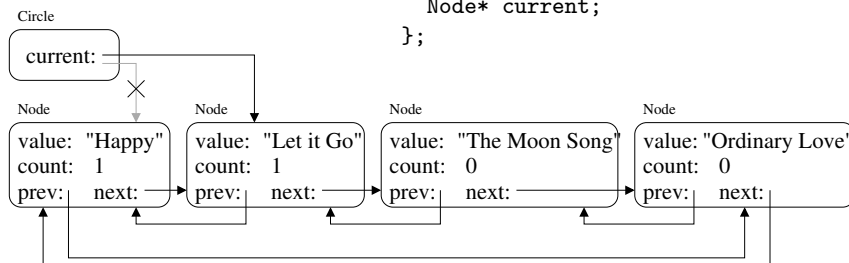 Node* current;
};
Circle
current:
Node
value: "Happy"
count: 1
prev: next:
Node
value: "Let it Go"
count: 1
prev: next:
Node
value: "The Moon Song"
count: 0
prev: next:
Node
value: "Ordinary Love"
count: 0
prev: next: